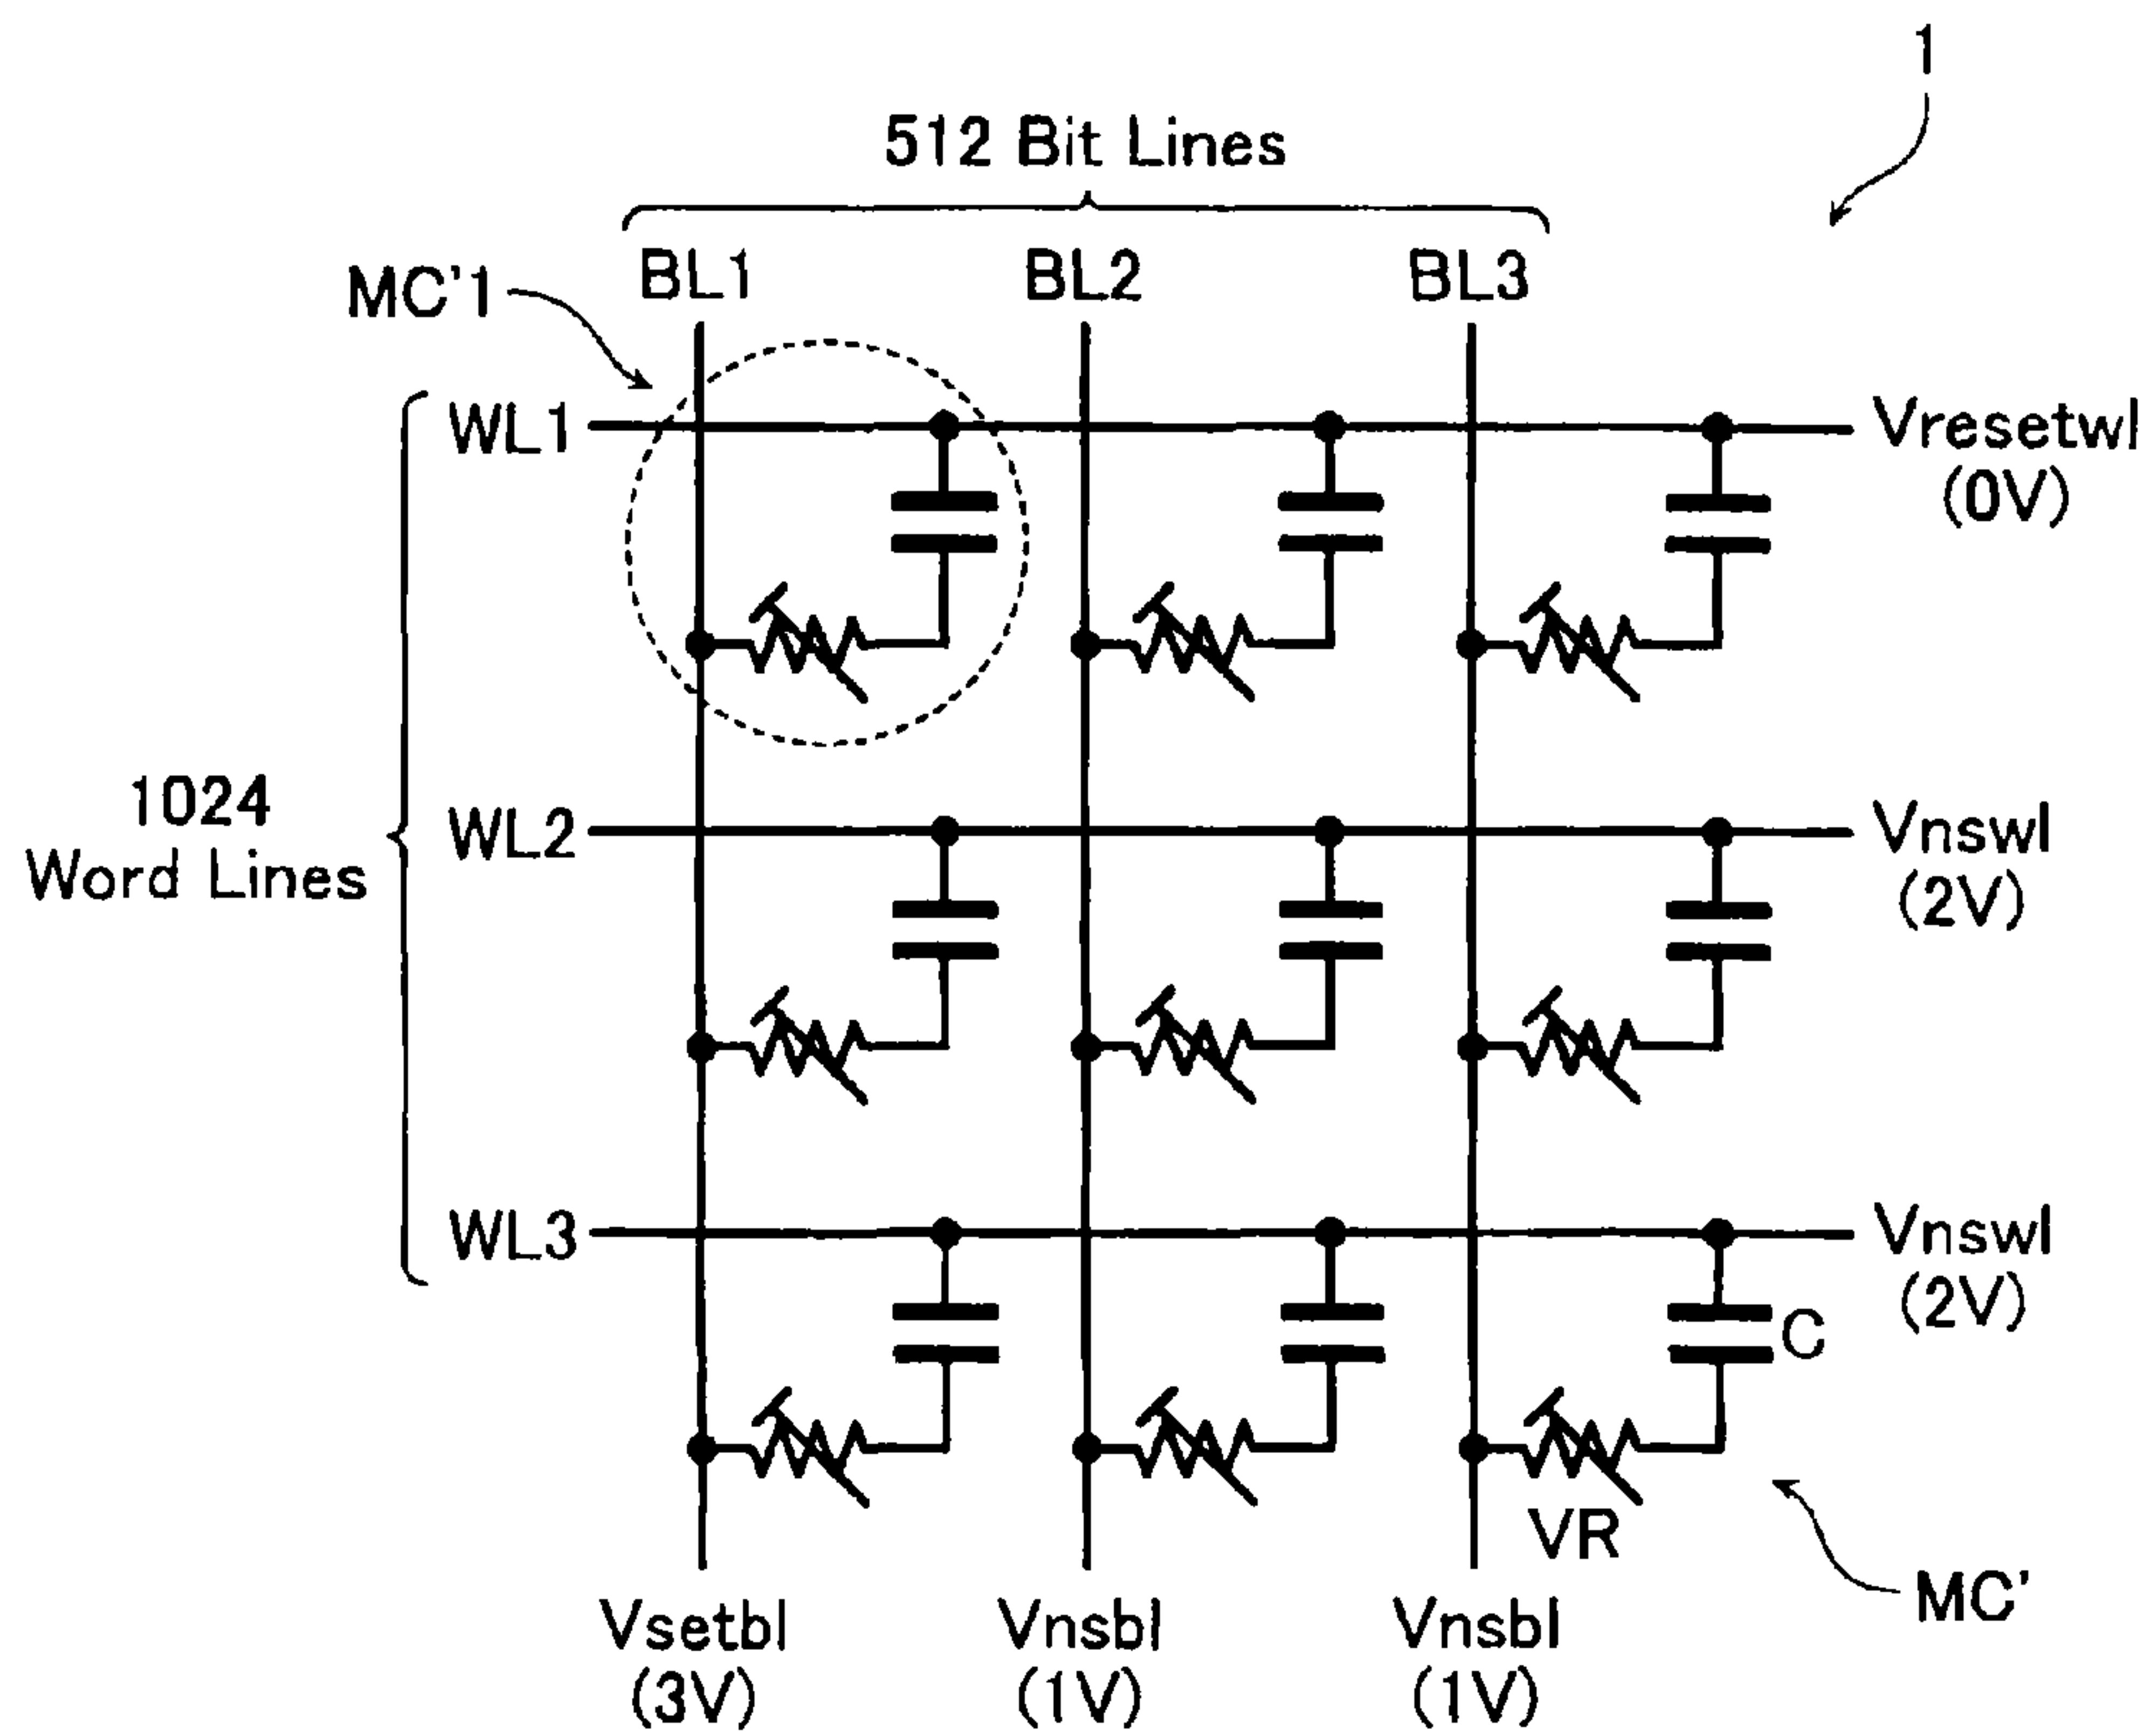 1
512 Bit Lines
MC'1
BL1 BL2 BL3
WL1
Vresetwl
(0V)
1024
Word Lines
WL2
Vnswl
(2V)
WL3
Vnswl
(2V)
C
VR
MC'
Vsetbl
(3V)
Vnsbl
(1V)
Vnsbl
(1V)